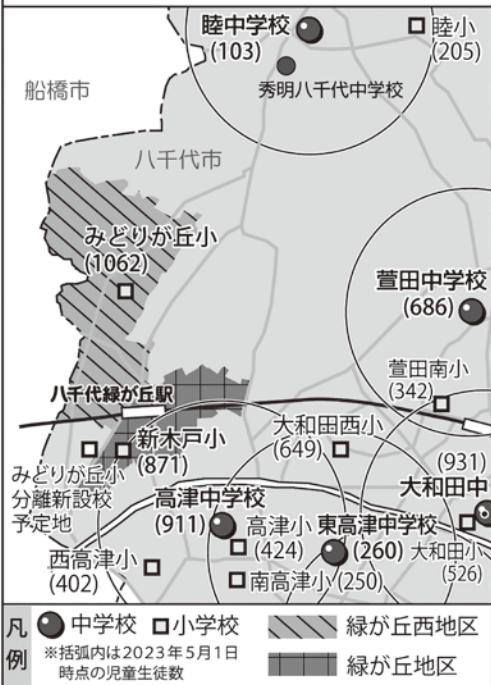 睦中学校
(103)
睦小
(205)
秀明八千代中学校
船橋市
八千代市
みどりが丘小
(1062)
萱田中学校
(686)
萱田南小
(342)
八千代緑が丘駅
新木戸小
(871)
大和田西小
(649)
(931)
大和田中
みどりが丘小
分離新設校
予定地
高津中学校
(911)
高津小
(424)
東高津中学校
(260)
大和田小
(526)
西高津小
(402)
南高津小(250)
凡例
中学校
小学校
緑が丘西地区
※括弧内は2023年5月1日
時点の児童生徒数
緑が丘地区